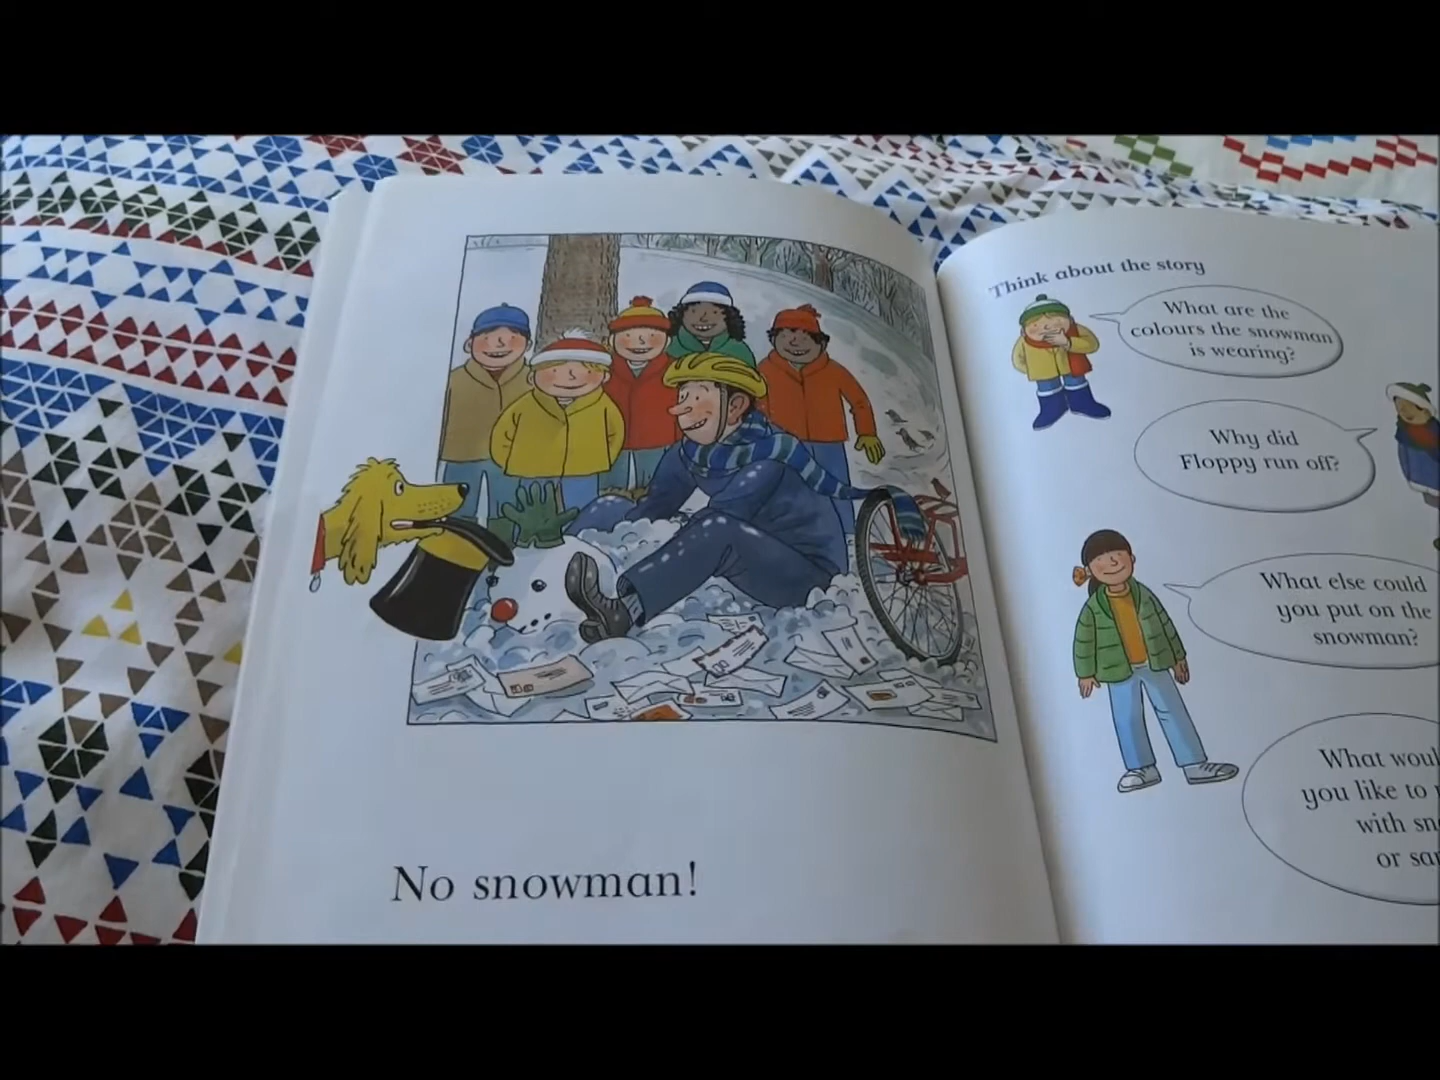 No snowman!
Think about the story
What are the
colours the snowman
is wearing?
Why did
Floppy run off?
What else could
you put on the
snowman?
What
you like to
with
or